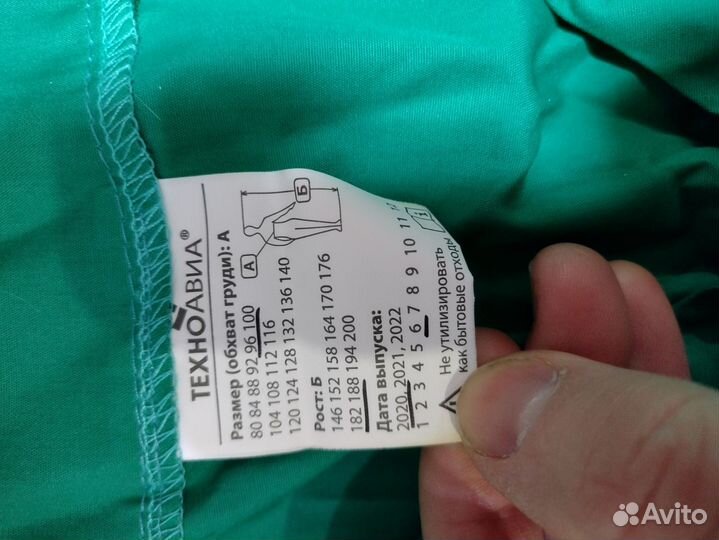 ТЕХНОАВИА®
Размер (обхват груди): А
80 84 88 92 96 100
104 108 112 116
120 124 128 132 136 140
Рост: Б
146 152 158 164 170 176
182 188 194 200
Дата выпуска:
2020, 2021, 2022
1 2 3 4 5 6 7 8 9 10 11 12
Не утилизировать
как бытовые отходы
А
Б
i
Avito